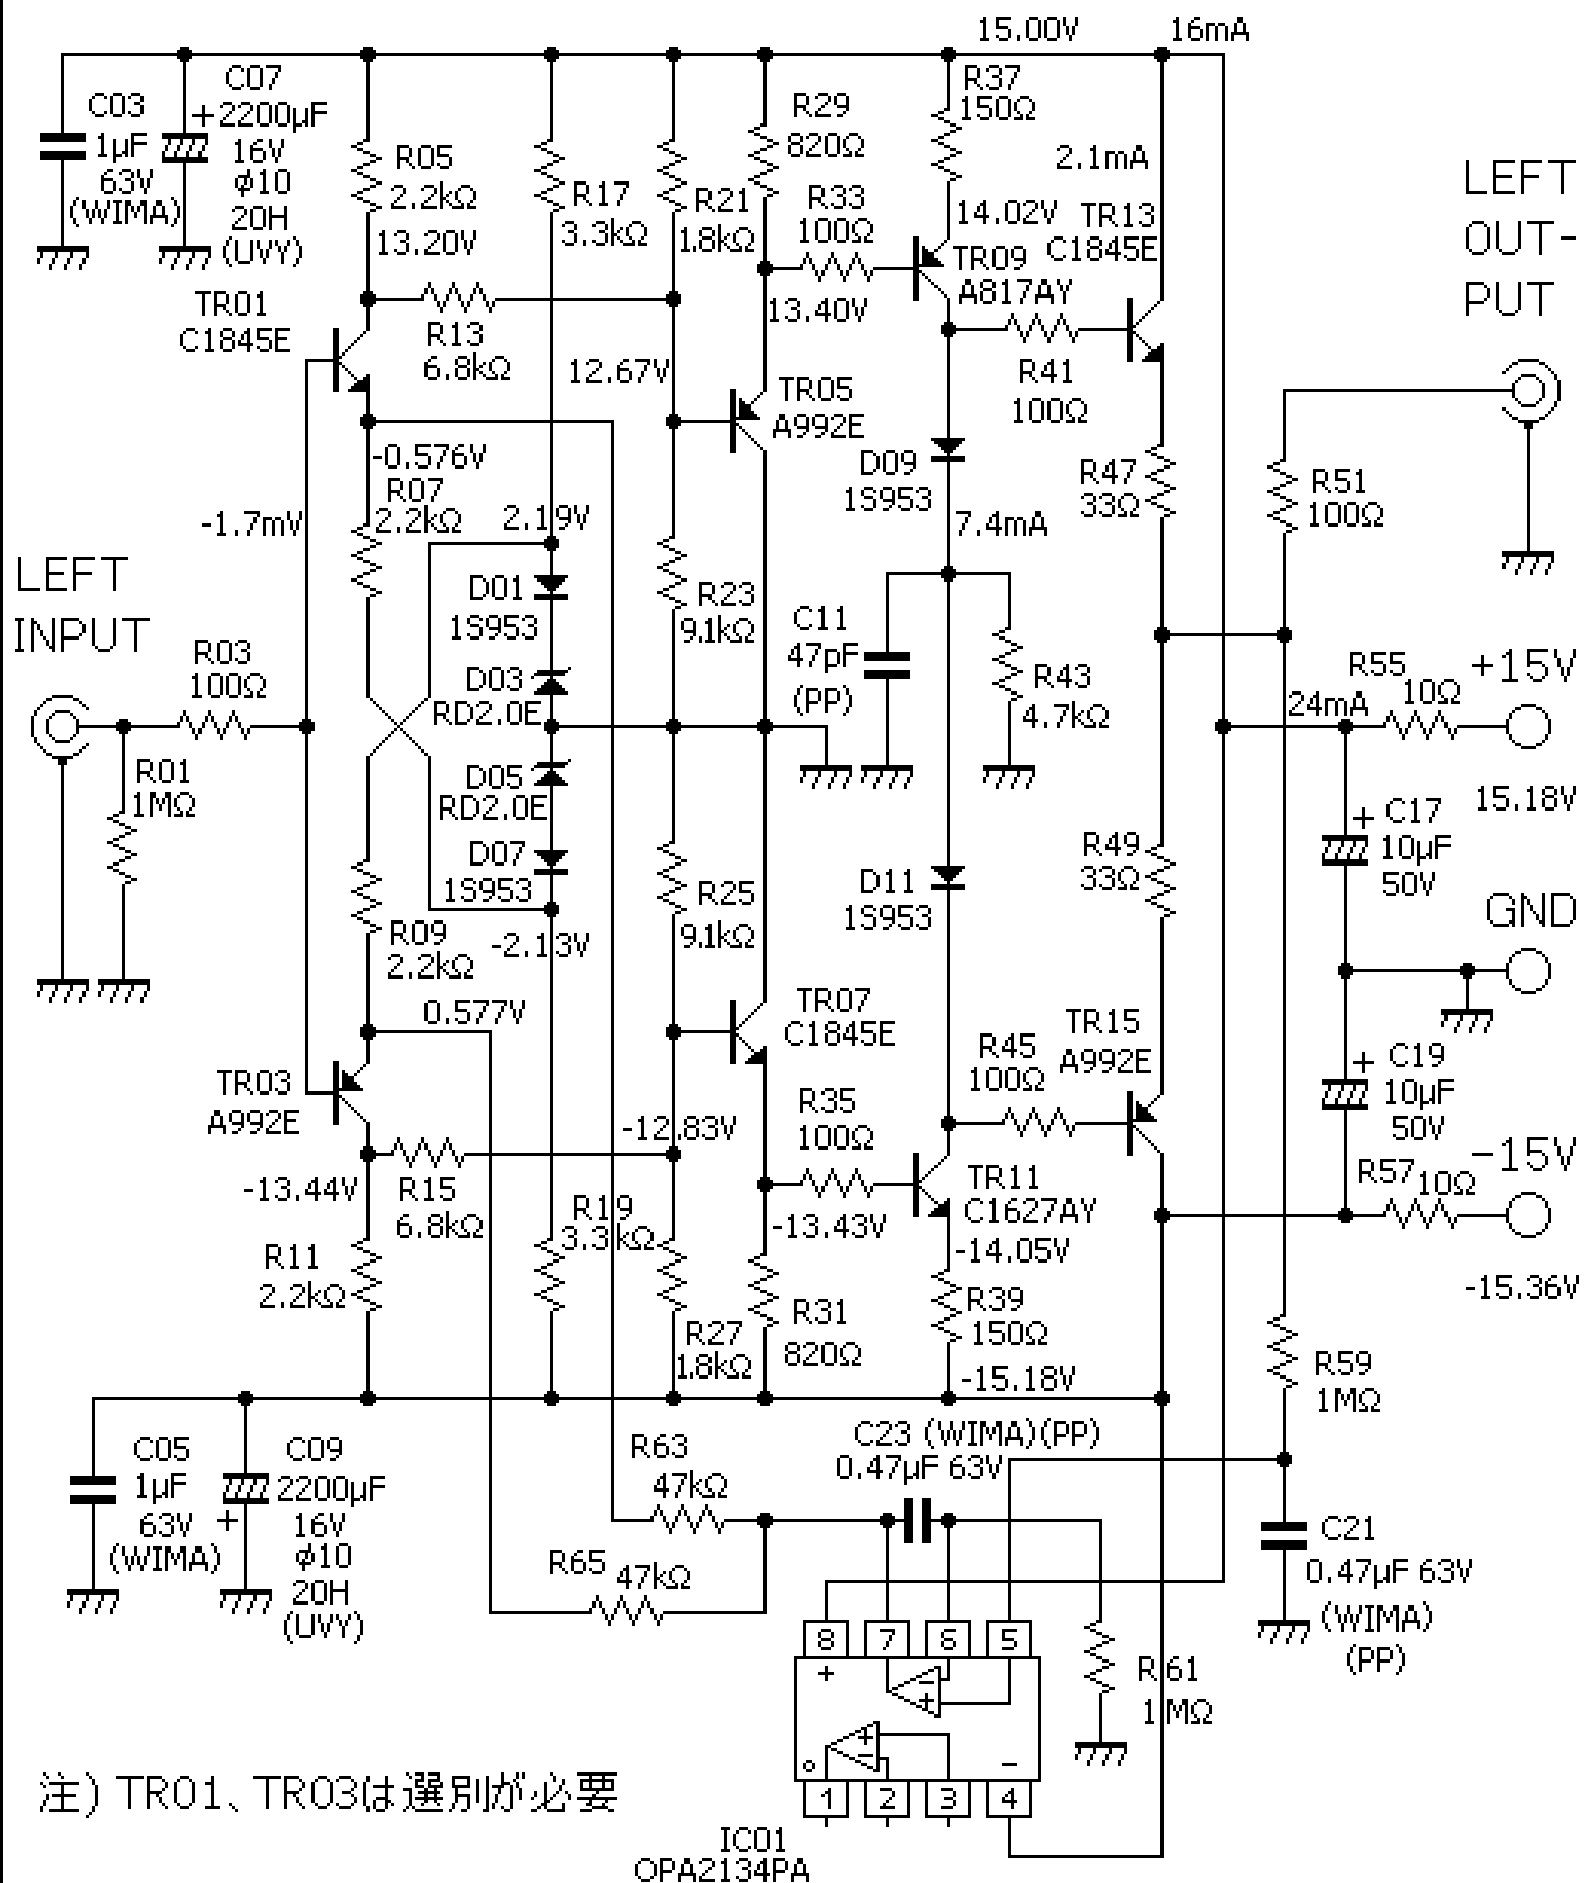 15.00V
16mA
C07
2200μF
16V
φ10
20H
(UVY)
C03
1μF
63V
(WIMA)
R05
2.2kΩ
13.20V
R17
3.3kΩ
R21
1.8kΩ
R29
820Ω
R37
150Ω
2.1mA
R33
100Ω
14.02V
TR13
C1845E
TR09
A817AY
13.40V
LEFT
OUT-
PUT
TR01
C1845E
R13
6.8kΩ
12.67V
TR05
A992E
R41
100Ω
-0.576V
R07
2.2kΩ
-1.7mV
2.19V
D09
1S953
7.4mA
R47
33Ω
R51
100Ω
LEFT
INPUT
R03
100Ω
D01
1S953
D03
RD2.0E
R23
9.1kΩ
C11
47pF
(PP)
R43
4.7kΩ
R55
10Ω
+15V
24mA
15.18V
R01
1MΩ
D05
RD2.0E
D07
1S953
-2.13V
R25
9.1kΩ
D11
1S953
R49
33Ω
+
C17
10μF
50V
GND
R09
2.2kΩ
0.577V
TR07
C1845E
R45
100Ω
TR15
A992E
+
C19
10μF
50V
-15V
TR03
A992E
-12.83V
R35
100Ω
-13.44V
R15
6.8kΩ
R19
3.3kΩ
-13.43V
TR11
C1627AY
-14.05V
R57
10Ω
-15.36V
R11
2.2kΩ
R27
1.8kΩ
R31
820Ω
R39
150Ω
-15.18V
R59
1MΩ
C05
1μF
63V
(WIMA)
C09
2200μF
+
16V
φ10
20H
(UVY)
R63
47kΩ
C23 (WIMA)(PP)
0.47μF 63V
R65
47kΩ
C21
0.47μF 63V
(WIMA)
(PP)
8 7 6 5
+
-
+
+
-
-
R61
1MΩ
1 2 3 4
IC01
OPA2134PA
注) TR01、TR03は選別が必要
+